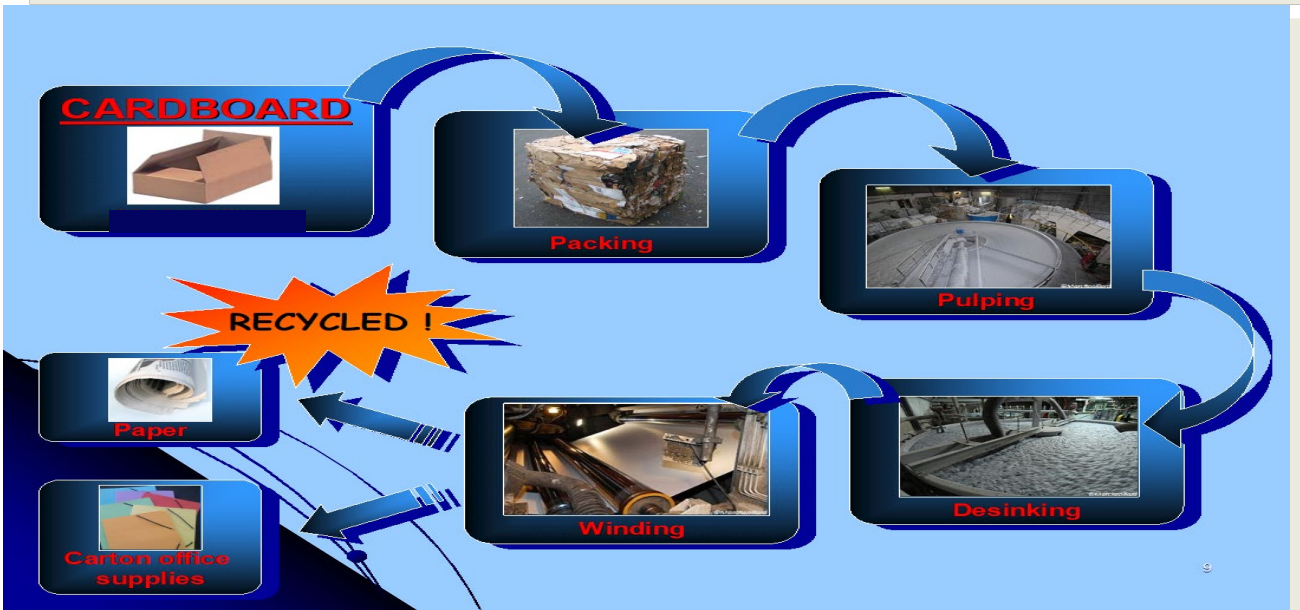 CARDBOARD
Packing
Pulping
Desinking
Winding
RECYCLED !
Paper
Carton office
supplies
9